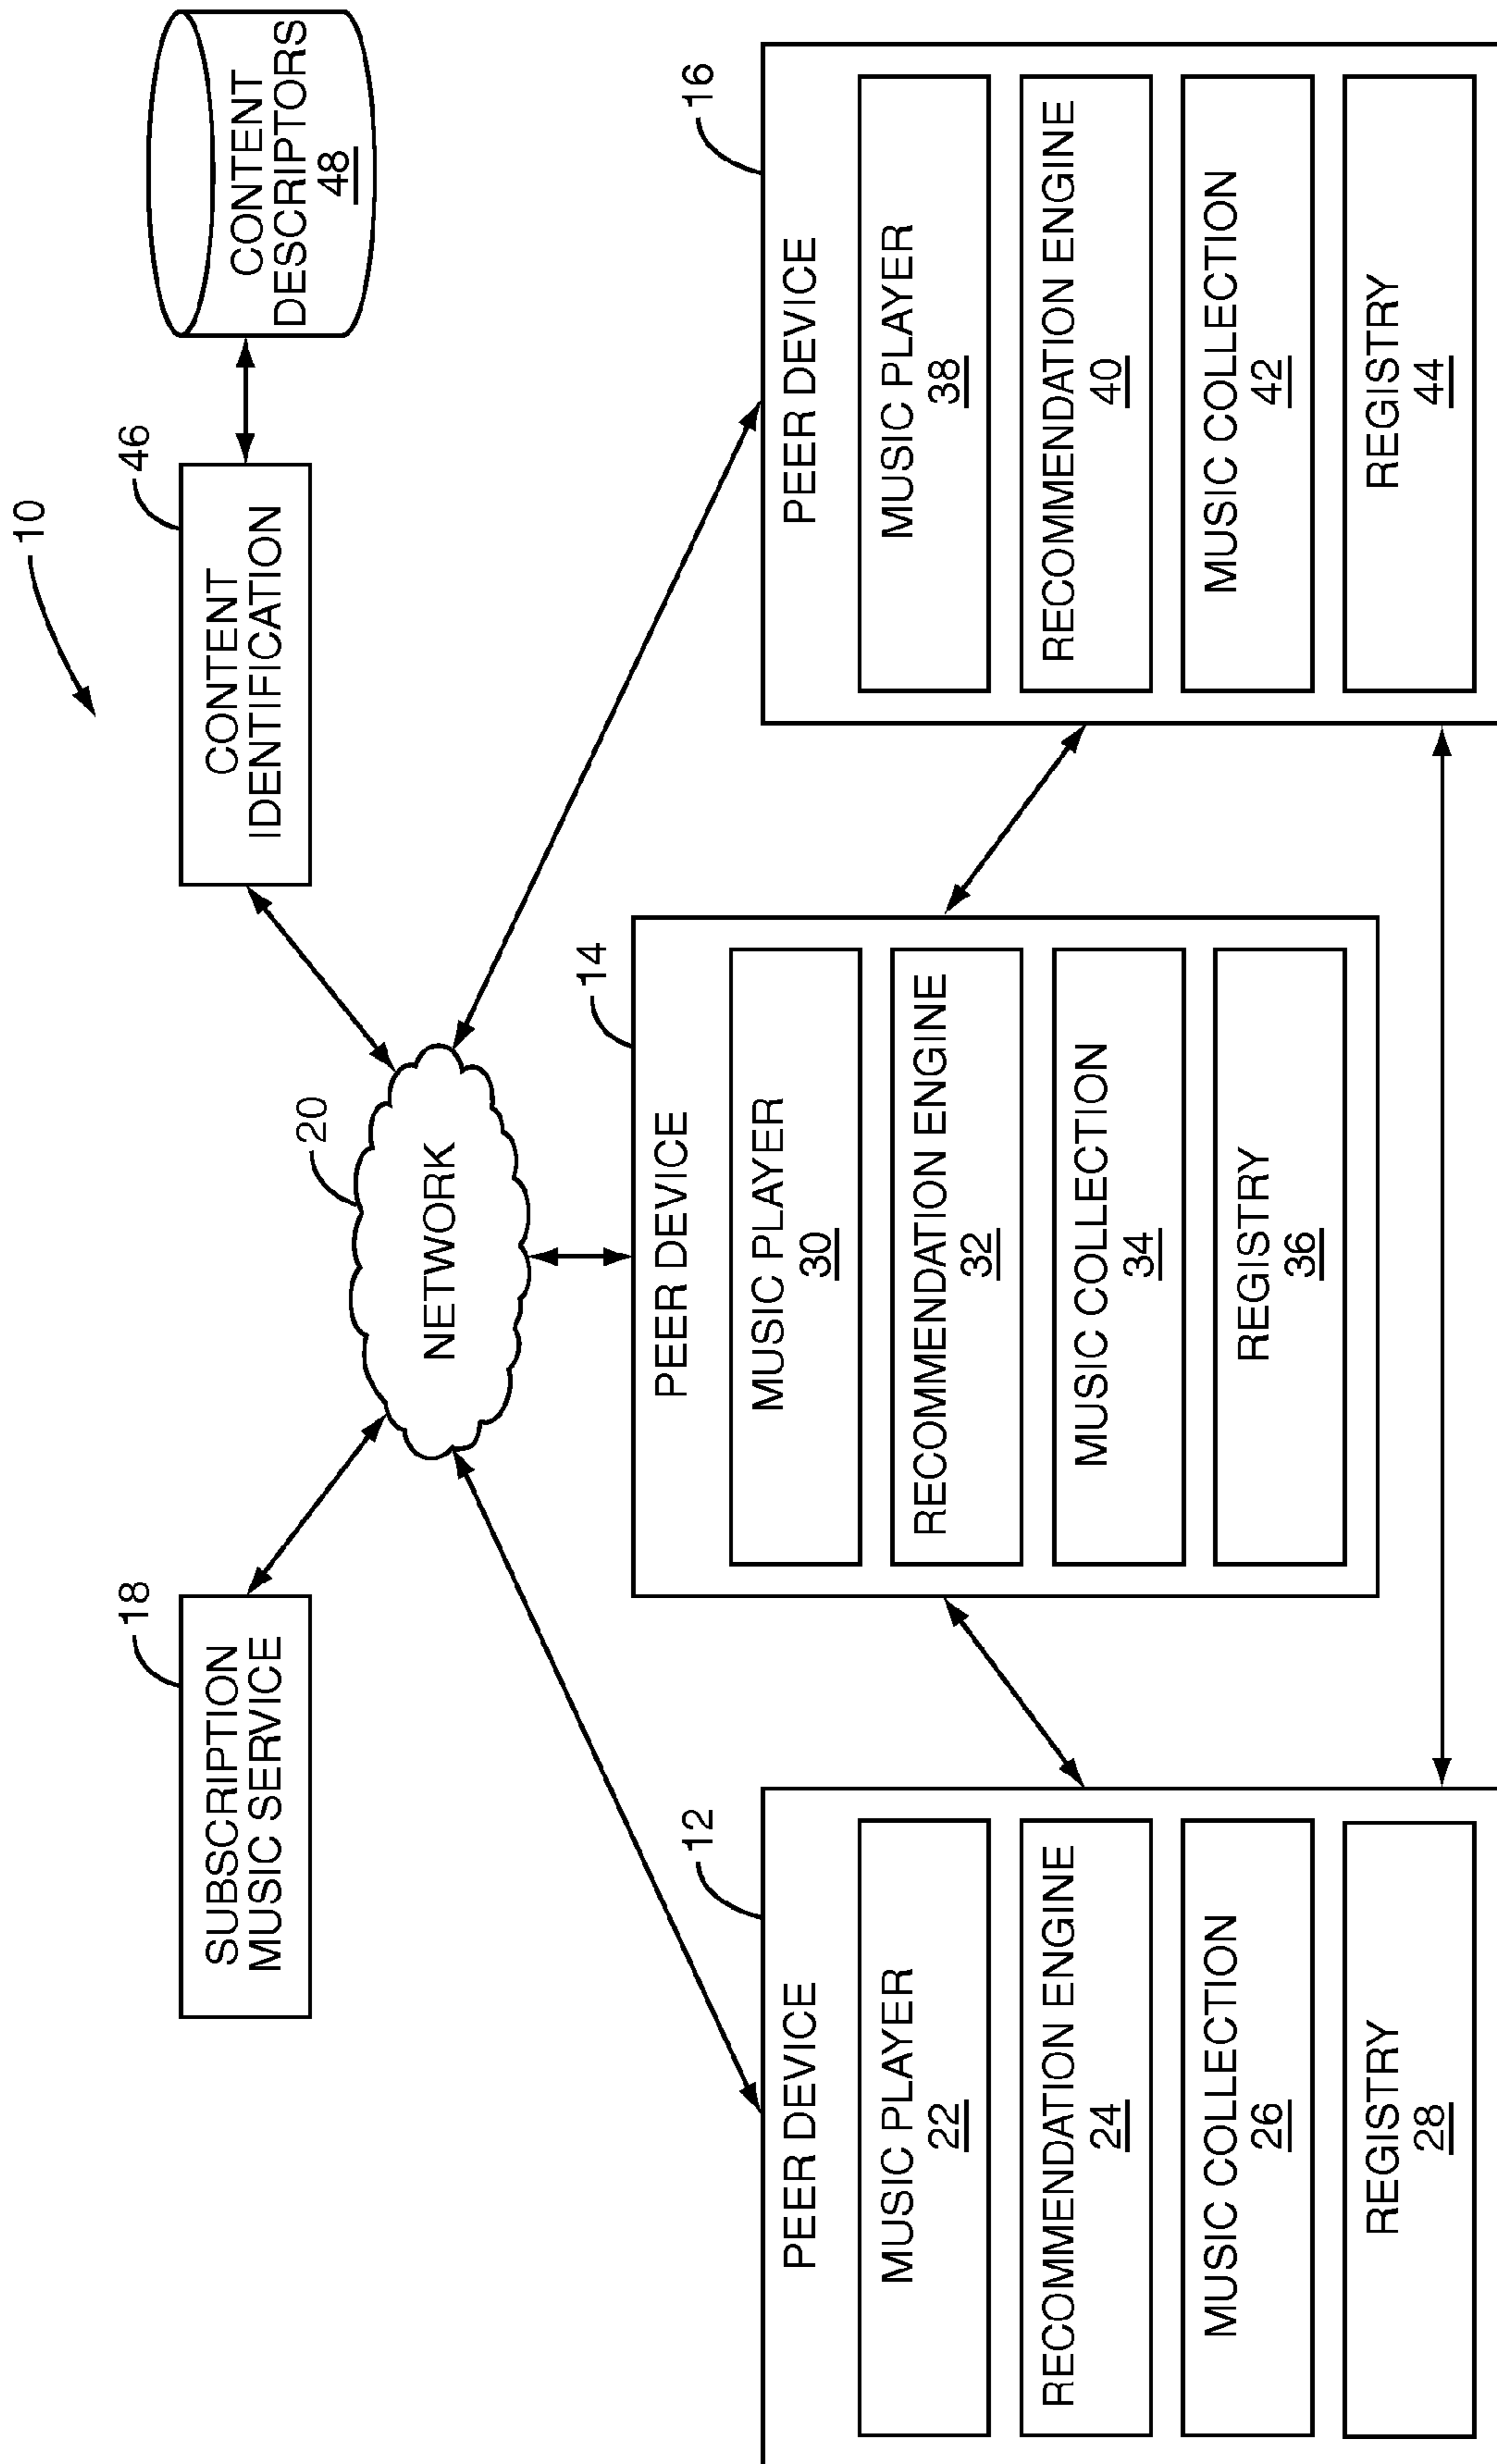 10
18
SUBSCRIPTION
MUSIC SERVICE
20
NETWORK
46
CONTENT
IDENTIFICATION
CONTENT
DESCRIPTORS
48
12
PEER DEVICE
MUSIC PLAYER
22
RECOMMENDATION ENGINE
24
MUSIC COLLECTION
26
REGISTRY
28
14
PEER DEVICE
MUSIC PLAYER
30
RECOMMENDATION ENGINE
32
MUSIC COLLECTION
34
REGISTRY
36
16
PEER DEVICE
MUSIC PLAYER
38
RECOMMENDATION ENGINE
40
MUSIC COLLECTION
42
REGISTRY
44